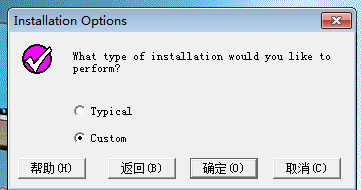 Installation Options
What type of installation would you like to
perform?
Typical
Custom
帮助(H) 返回(B) 确定(O) 取消(C)